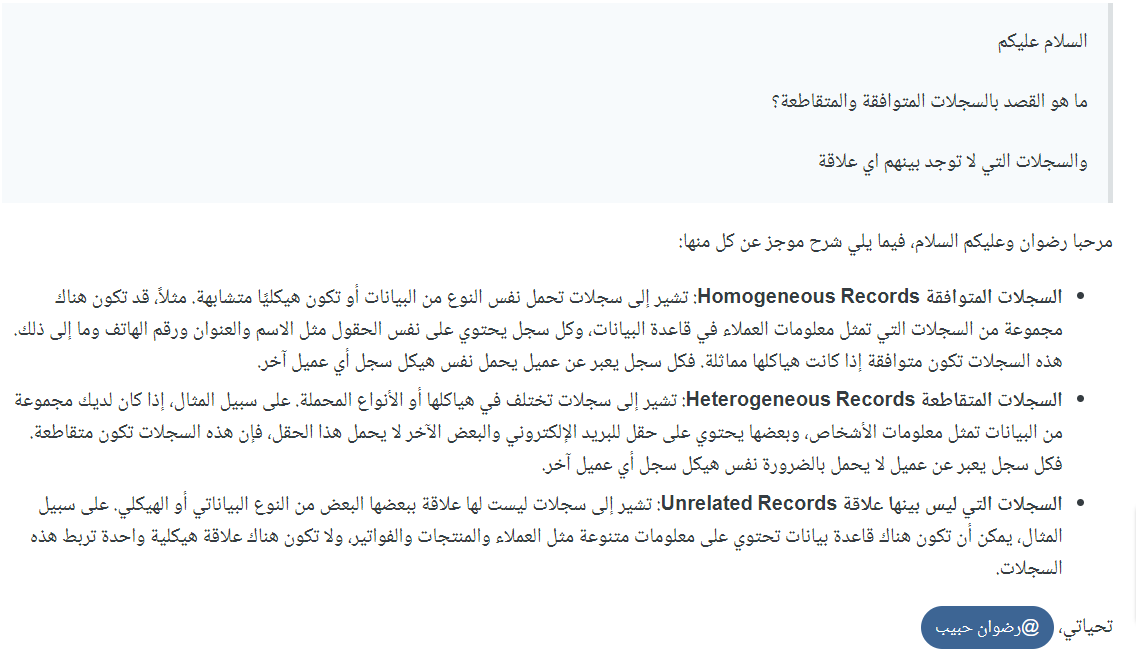 السلام عليكم
ما هو القصد بالسجلات المتوافقة والمتقاطعة؟
والسجلات التي لا توجد بينهم اي علاقة
مرحبا رضوان وعليكم السلام، فيما يلي شرح موجز عن كل منها:
• السجلات المتوافقة Homogeneous Records: تشير إلى سجلات تحمل نفس النوع من البيانات أو تكون هيكليًا متشابهة. مثلاً، قد تكون هناك
مجموعة من السجلات التي تمثل معلومات العملاء في قاعدة البيانات، وكل سجل يحتوي على نفس الحقول مثل الاسم والعنوان ورقم الهاتف وما إلى ذلك.
هذه السجلات تكون متوافقة إذا كانت هياكلها مماثلة. فكل سجل يعبر عن عميل يحمل نفس هيكل سجل أي عميل آخر.
• السجلات المتقاطعة Heterogeneous Records: تشير إلى سجلات تختلف في هياكلها أو الأنواع المحملة. على سبيل المثال، إذا كان لديك مجموعة
من البيانات تمثل معلومات الأشخاص، وبعضها يحتوي على حقل للبريد الإلكتروني والبعض الآخر لا يحمل هذا الحقل، فإن هذه السجلات تكون متقاطعة.
فكل سجل يعبر عن عميل لا يحمل بالضرورة نفس هيكل سجل أي عميل آخر.
• السجلات التي ليس بينها علاقة Unrelated Records: تشير إلى سجلات ليست لها علاقة ببعضها البعض من النوع البياناتي أو الهيكلي. على سبيل
المثال، يمكن أن تكون هناك قاعدة بيانات تحتوي على معلومات متنوعة مثل العملاء والمنتجات والفواتير، ولا تكون هناك علاقة هيكلية واحدة تربط هذه
السجلات.
تحياتي، @رضوان حبيب